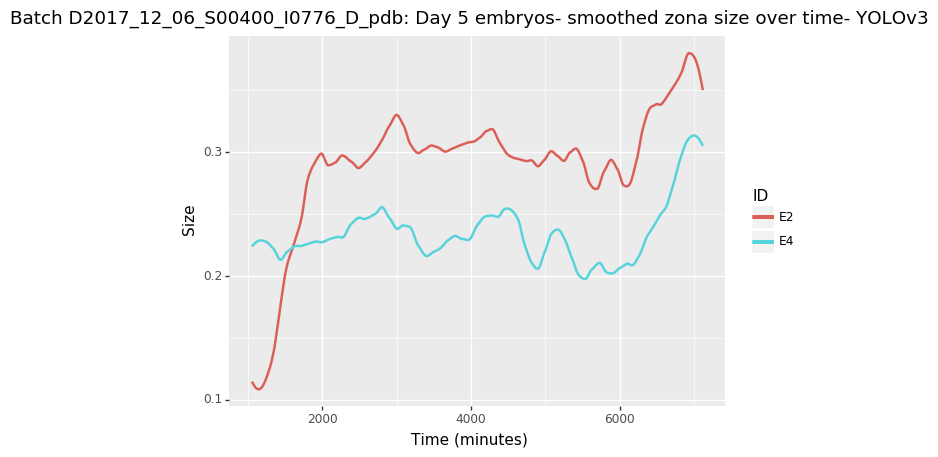 Batch D2017_12_06_S00400_I0776_D_pdb: Day 5 embryos- smoothed zona size over time- YOLOv3
0.3
0.2
0.1
Size
2000
4000
6000
Time (minutes)
ID
E2
E4